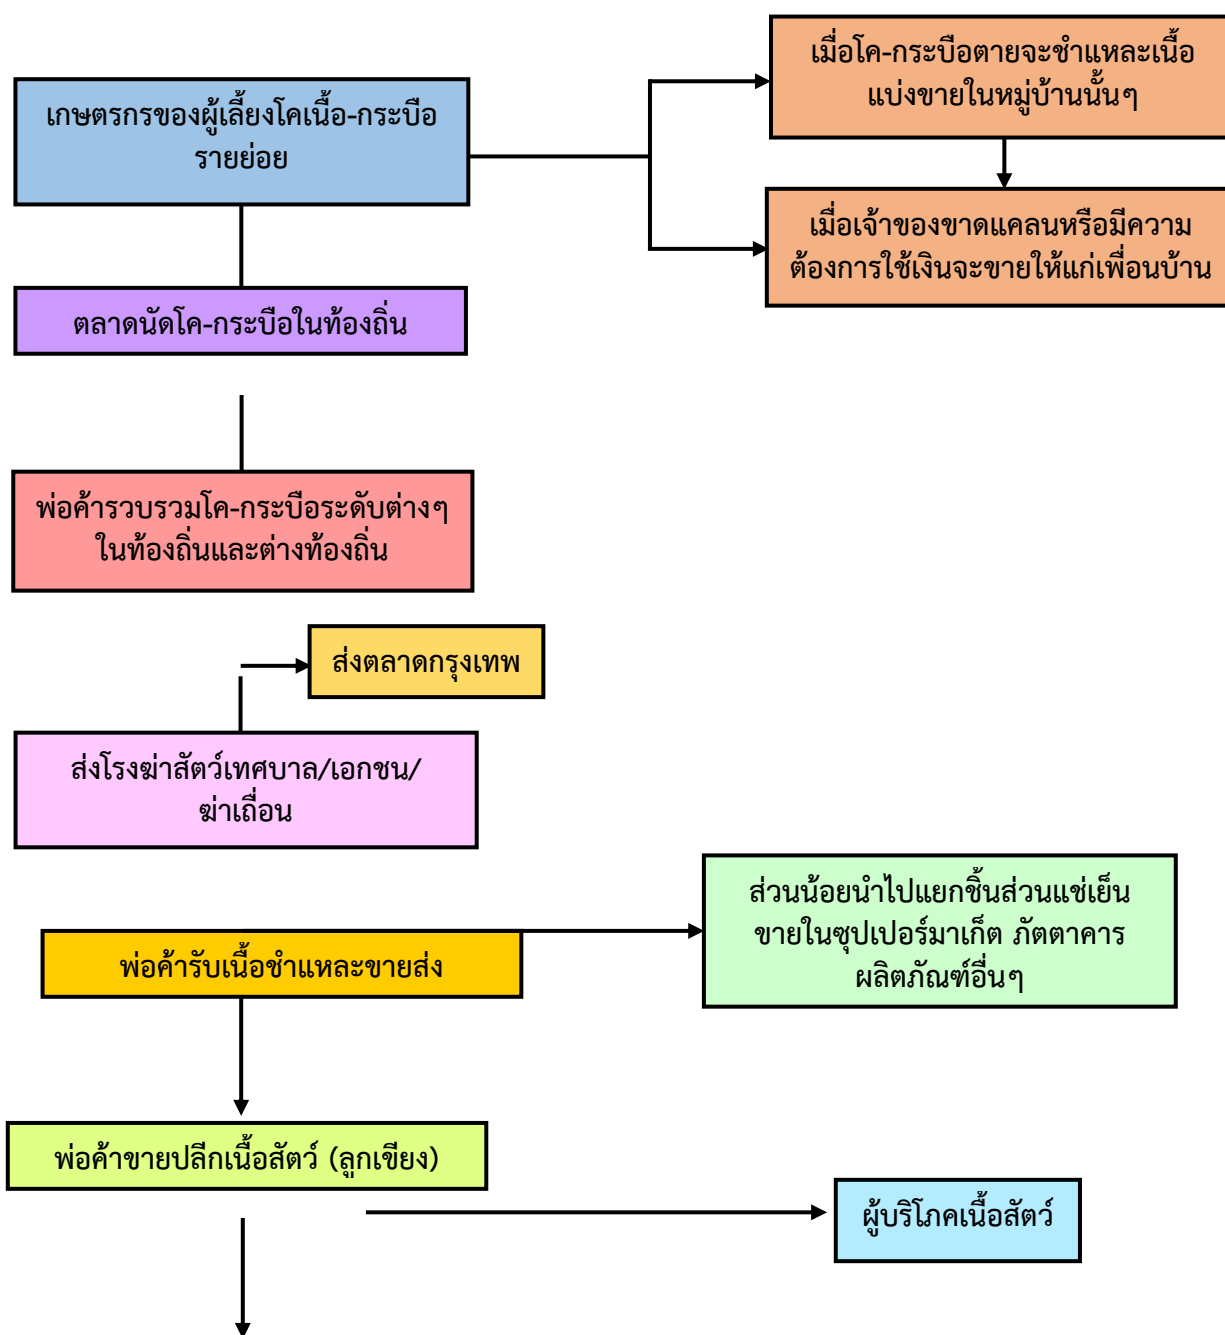 เมื่อโค-กระบือตายจะชำแหละเนื้อ
แบ่งขายในหมู่บ้านนั้นๆ
เกษตรกรของผู้เลี้ยงโคเนื้อ-กระบือ
รายย่อย
เมื่อเจ้าของขาดแคลนหรือมีความ
ต้องการใช้เงินจะขายให้แก่เพื่อนบ้าน
ตลาดนัดโค-กระบือในท้องถิ่น
พ่อค้ารวบรวมโค-กระบือระดับต่างๆ
ในท้องถิ่นและต่างท้องถิ่น
ส่งตลาดกรุงเทพ
ส่งโรงฆ่าสัตว์เทศบาล/เอกชน/
ฆ่าเถื่อน
ส่วนน้อยนำไปแยกชิ้นส่วนแช่เย็น
ขายในซุปเปอร์มาเก็ต ภัตตาคาร
ผลิตภัณฑ์อื่นๆ
พ่อค้ารับเนื้อชำแหละขายส่ง
พ่อค้าขายปลีกเนื้อสัตว์ (ลูกเขียง)
ผู้บริโภคเนื้อสัตว์